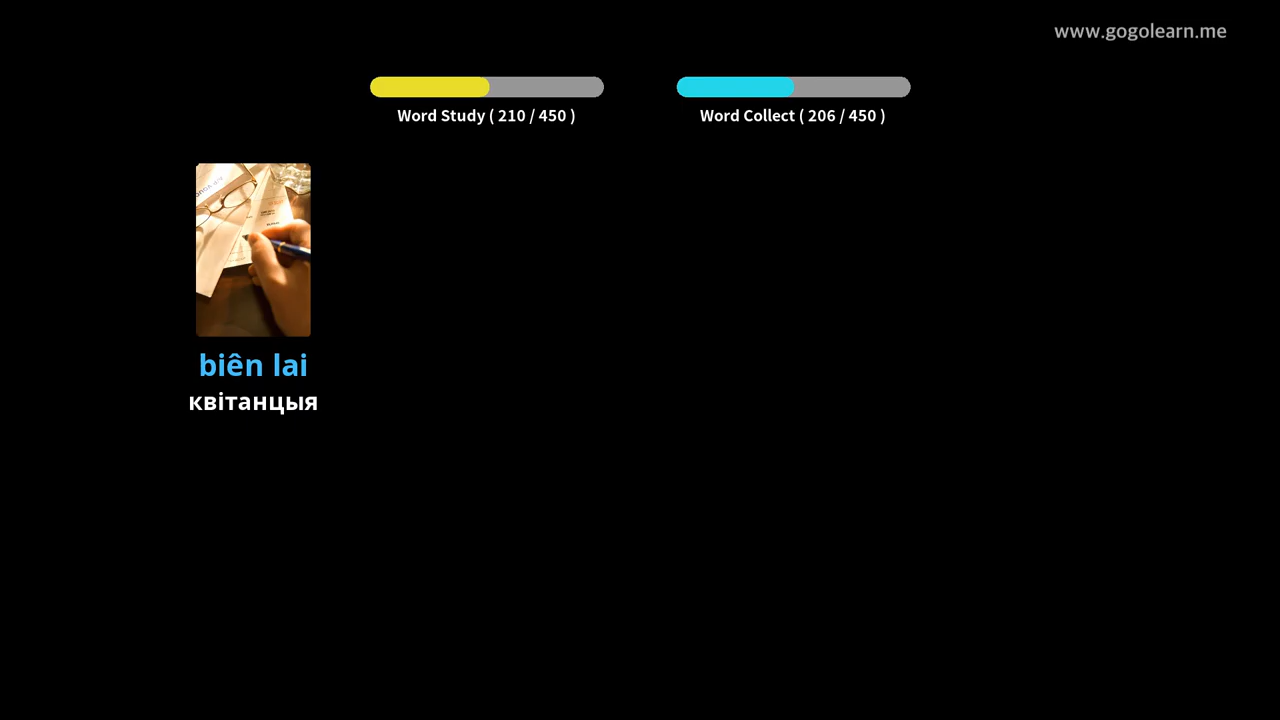 www.gogolearn.me
Word Study ( 210 / 450 )
Word Collect ( 206 / 450 )
biên lai
квітанцыя